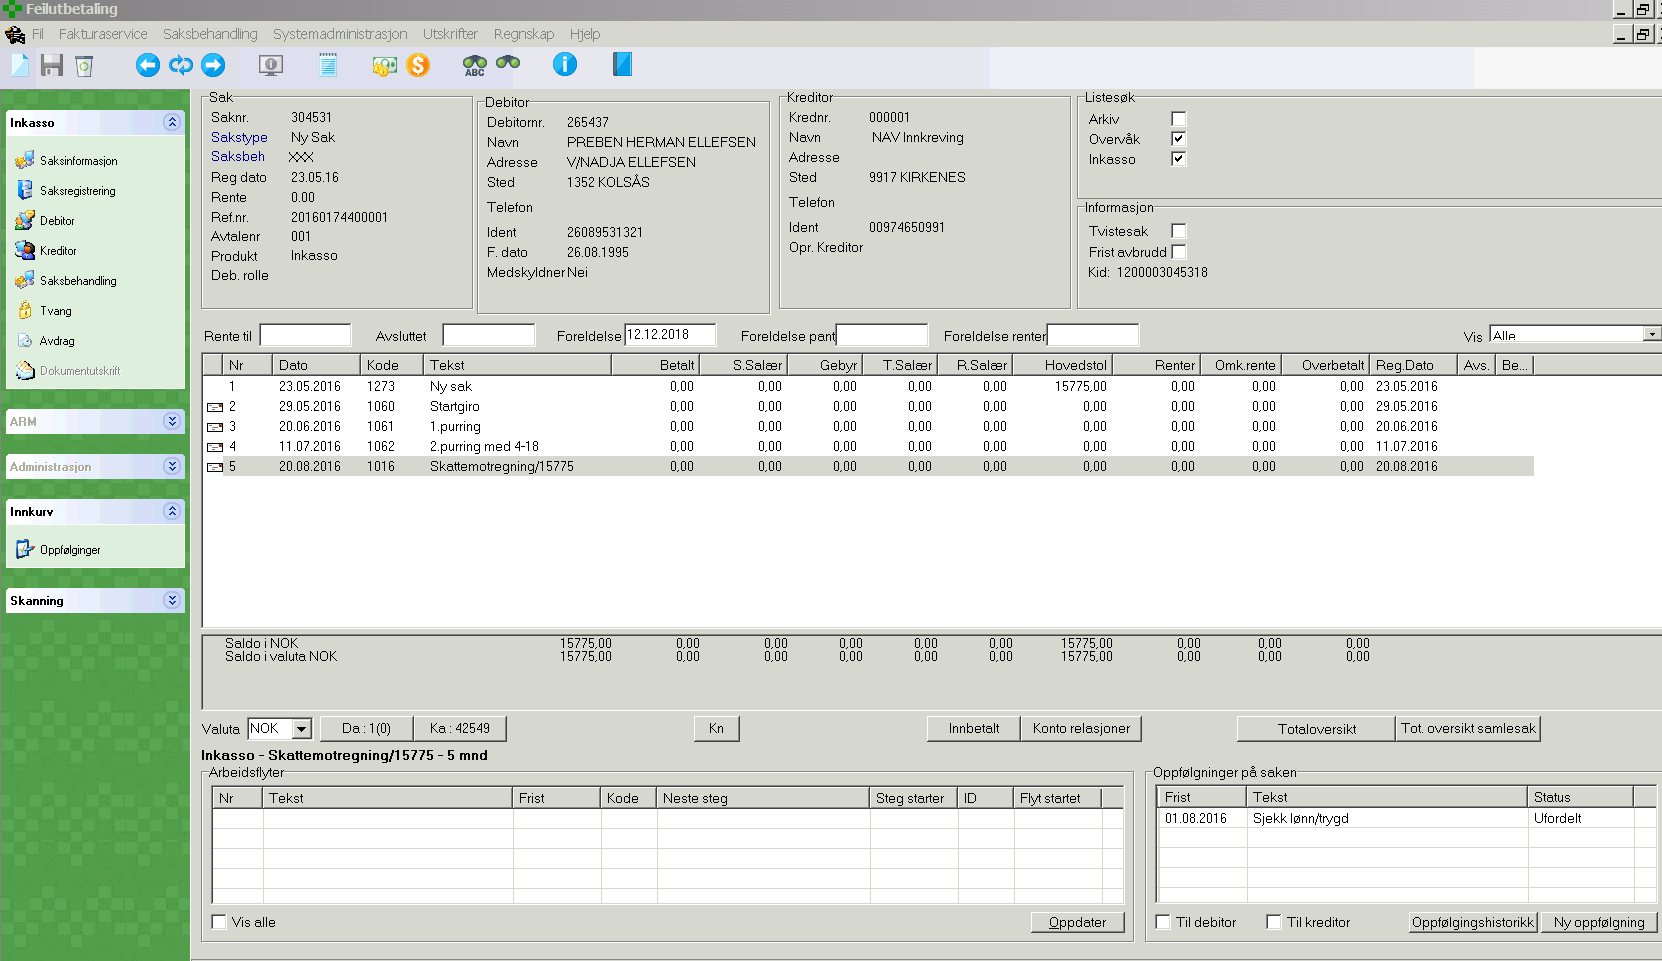 Feilutbetaling
Fil Fakturaservice Saksbehandling Systemadministrasjon Utskrifter Regnskap Hjelp
ABC
Inkasso
Saksinformasjon
Saksregistrering
Debitor
Kreditor
Saksbehandling
Tvang
Avdrag
Dokumentutskrift
ARM
Administrasjon
Innkurv
Oppfølginger
Skanning
Sak
Saknr. 304531
Sakstype Ny Sak
Saksbeh XXX
Reg dato 23.05.16
Rente 0.00
Ref.nr. 20160174400001
Avtalenr 001
Produkt Inkasso
Deb. rolle
Debitor
Debitornr. 265437
Navn PREBEN HERMAN ELLEFSEN
Adresse V/NADJA ELLEFSEN
Sted 1352 KOLSÅS
Telefon
Ident 26089531321
F. dato 26.08.1995
Medskyldner Nei
Kreditor
Krednr. 000001
Navn NAV Innkreving
Adresse
Sted 9917 KIRKENES
Telefon
Ident 00974650991
Opr. Kreditor
Listesøk
Arkiv
Overvåk
Inkasso
Informasjon
Tvistesak
Frist avbrudd
Kid: 1200003045318
Rente til Avsluttet Foreldelse 12.12.2018 Foreldelse pant Foreldelse renter Vis Alle
Nr Dato Kode Tekst Betalt S.Salær Gebyr T.Salær R.Salær Hovedstol Renter Omk.rente Overbetalt Reg.Dato Avs. Be...
1 23.05.2016 1273 Ny sak 0,00 0,00 0,00 0,00 0,00 15775,00 0,00 0,00 0,00 23.05.2016
2 29.05.2016 1060 Startgiro 0,00 0,00 0,00 0,00 0,00 0,00 0,00 0,00 0,00 29.05.2016
3 20.06.2016 1061 1.purring 0,00 0,00 0,00 0,00 0,00 0,00 0,00 0,00 0,00 20.06.2016
4 11.07.2016 1062 2.purring med 4-18 0,00 0,00 0,00 0,00 0,00 0,00 0,00 0,00 0,00 11.07.2016
5 20.08.2016 1016 Skattemotregning/15775 0,00 0,00 0,00 0,00 0,00 0,00 0,00 0,00 0,00 20.08.2016
Saldo i NOK 15775,00 0,00 0,00 0,00 0,00 0,00 15775,00 0,00 0,00 0,00
Saldo i valuta NOK 15775,00 0,00 0,00 0,00 0,00 0,00 15775,00 0,00 0,00 0,00
Valuta NOK Da : 1(0) Ka : 42549 Kn Innbetalt Konto relasjoner Totaloversikt Tot. oversikt samlesak
Inkasso - Skattemotregning/15775 - 5 mnd
Arbeidsflyter
Nr Tekst Frist Kode Neste steg Steg starter ID Flyt startet
Vis alle Oppdater
Oppfølgninger på saken
Frist Tekst Status
01.08.2016 Sjekk lønn/trygd Ufordelt
Til debitor Til kreditor Oppfølgingshistorikk Ny oppfølgning